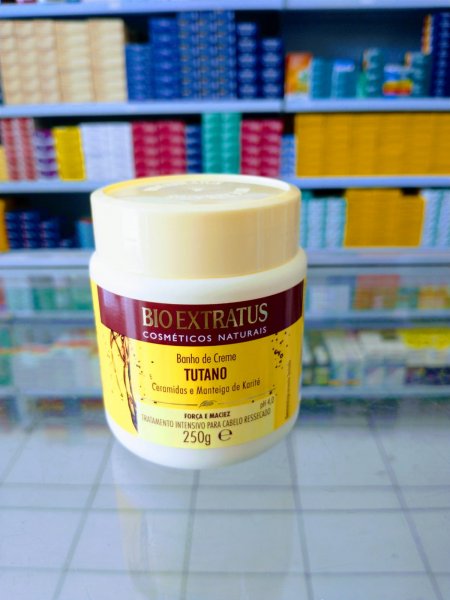 BIO EXTRATUS
COSMÉTICOS NATURAIS
Banho de Creme
TUTANO
Ceramidas e Manteiga de Karité
pH 4,0
FORÇA E MACIEZ
TRATAMENTO INTENSIVO PARA CABELO RESSECADO
250g ℮